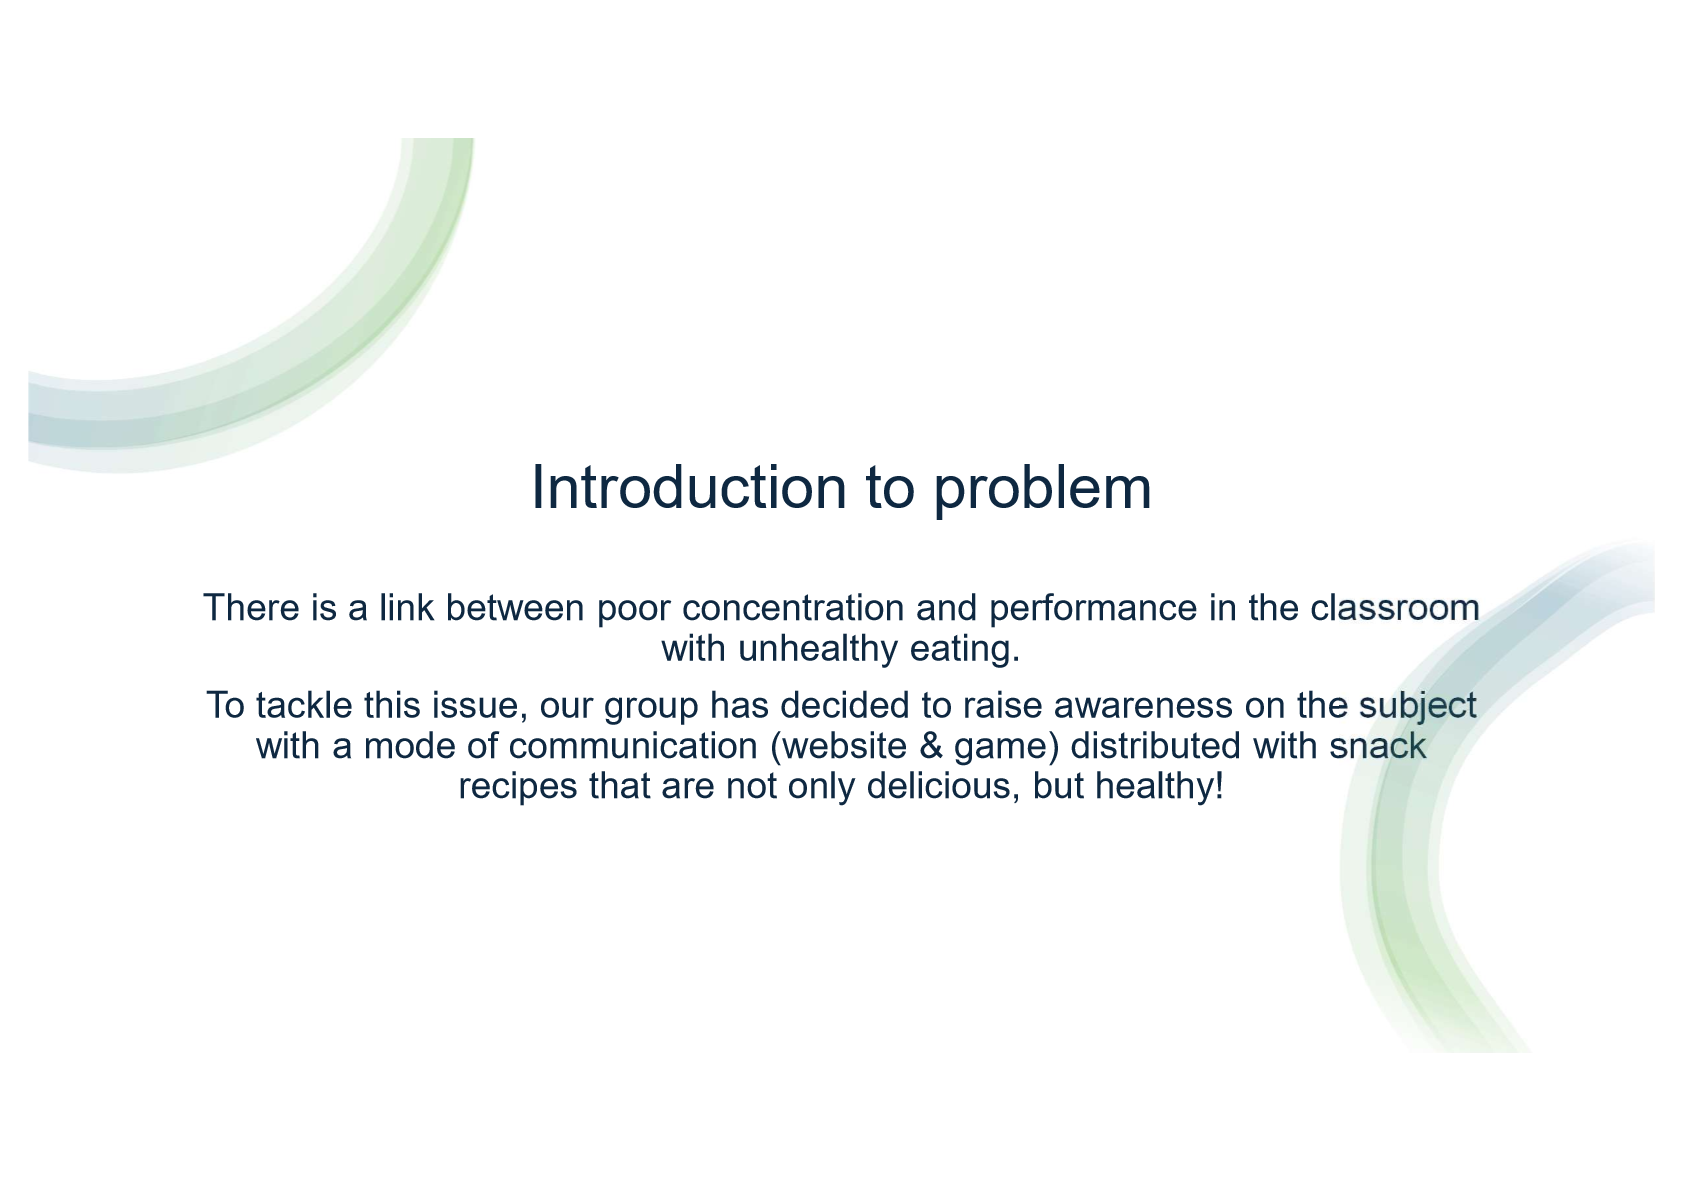 Introduction to problem
There is a link between poor concentration and performance in the classroom
with unhealthy eating.
To tackle this issue, our group has decided to raise awareness on the subject
with a mode of communication (website & game) distributed with snack
recipes that are not only delicious, but healthy!